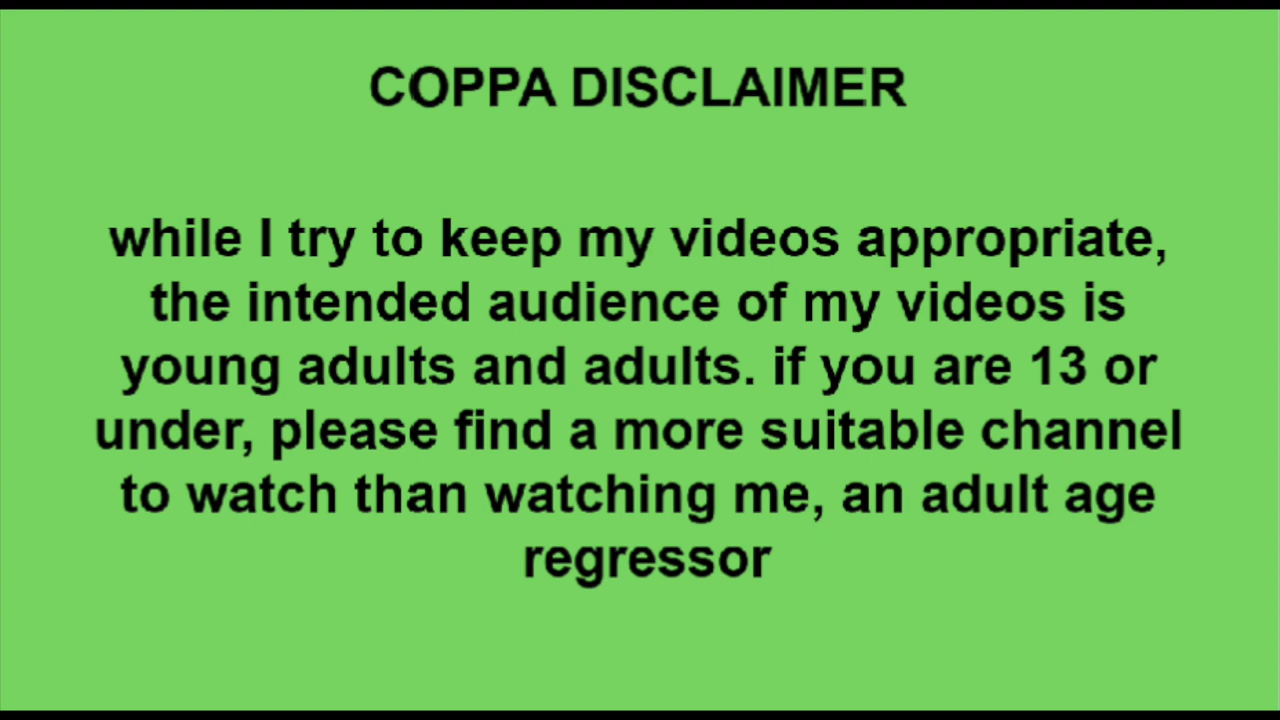 COPPA DISCLAIMER
while I try to keep my videos appropriate,
the intended audience of my videos is
young adults and adults. if you are 13 or
under, please find a more suitable channel
to watch than watching me, an adult age
regressor